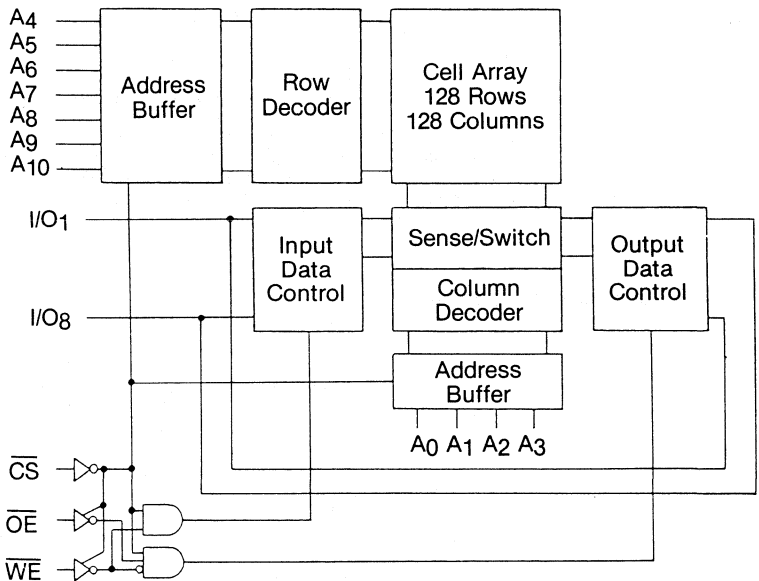 A4
A5
A6
A7
A8
A9
A10
Address
Buffer
Row
Decoder
Cell Array
128 Rows
128 Columns
I/O1
I/O8
Input
Data
Control
Sense/Switch
Column
Decoder
Output
Data
Control
Address
Buffer
A0 A1 A2 A3
CS
OE
WE